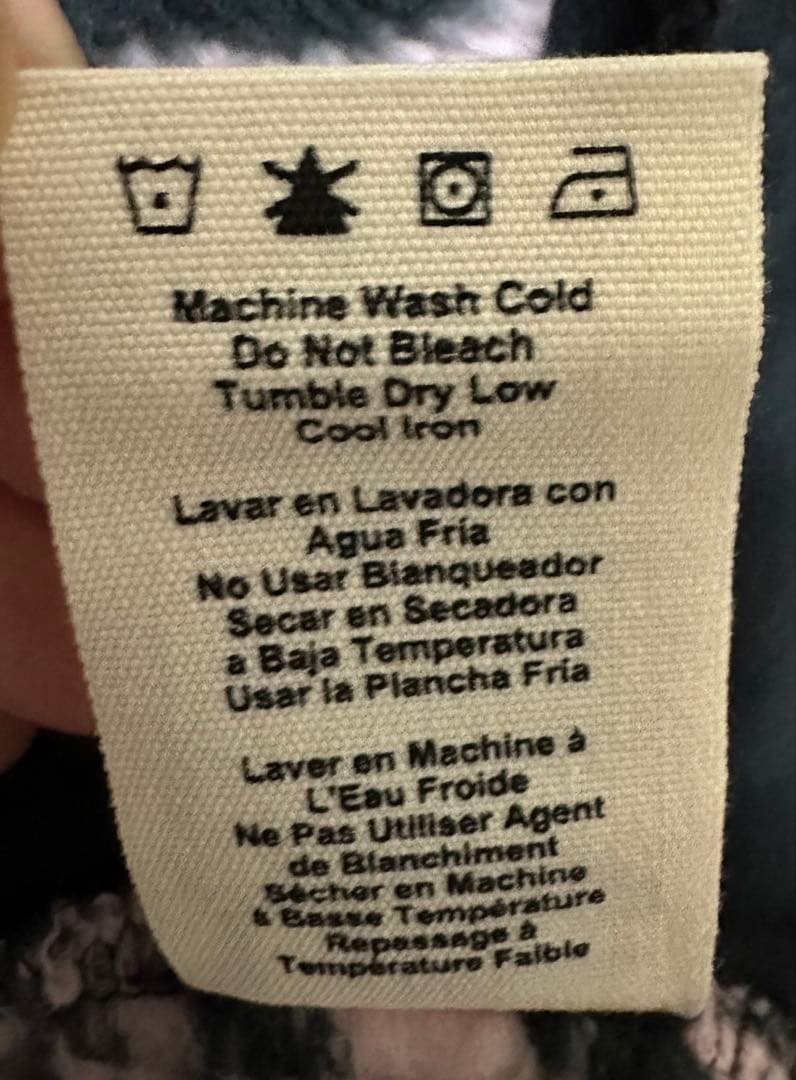 Machine Wash Cold
Do Not Bleach
Tumble Dry Low
Cool Iron
Lavar en Lavadora con
Agua Fría
No Usar Blanqueador
Secar en Secadora
a Baja Temperatura
Usar la Plancha Fría
Laver en Machine à
L'Eau Froide
Ne Pas Utiliser Agent
de Blanchiment
Sécher en Machine
à Basse Température
Repassage à
Température Faible